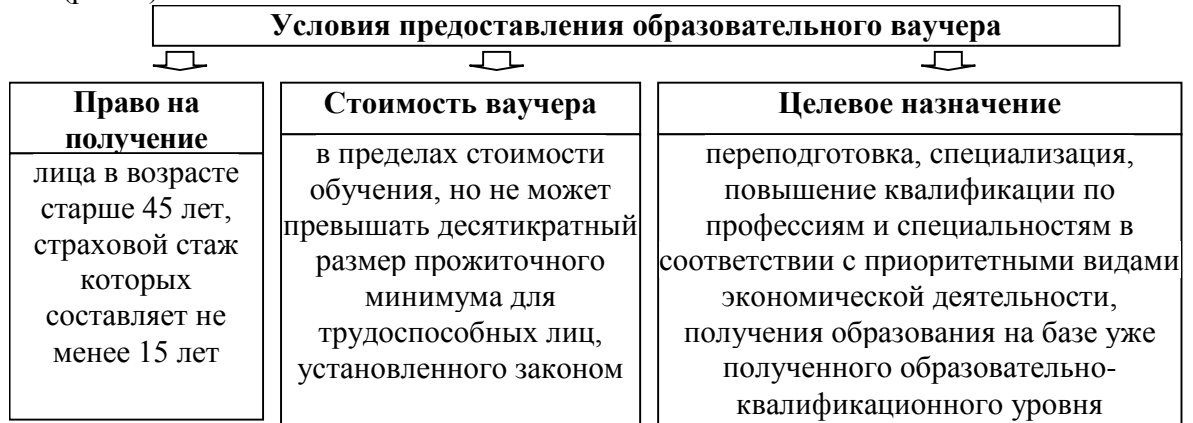 Условия предоставления образовательного ваучера
Право на
получение
лица в возрасте
старше 45 лет,
страховой стаж
которых
составляет не
менее 15 лет
Стоимость ваучера
в пределах стоимости
обучения, но не может
превышать десятикратный
размер прожиточного
минимума для
трудоспособных лиц,
установленного законом
Целевое назначение
переподготовка, специализация,
повышение квалификации по
профессиям и специальностям в
соответствии с приоритетными видами
экономической деятельности,
получения образования на базе уже
полученного образовательно-
квалификационного уровня